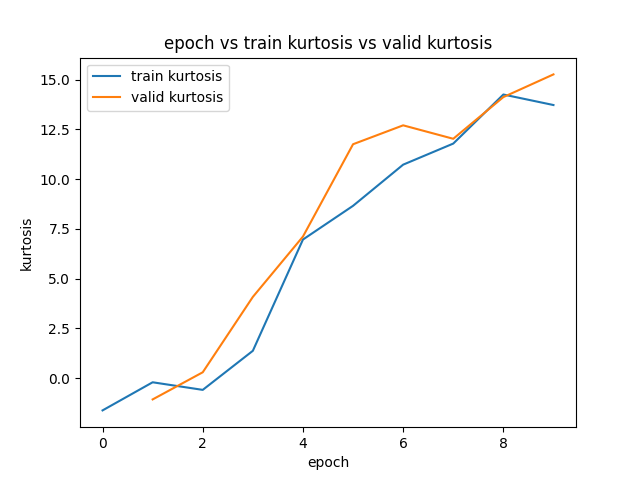 epoch vs train kurtosis vs valid kurtosis
train kurtosis
valid kurtosis
kurtosis
15.0
12.5
10.0
7.5
5.0
2.5
0.0
0 2 4 6 8
epoch